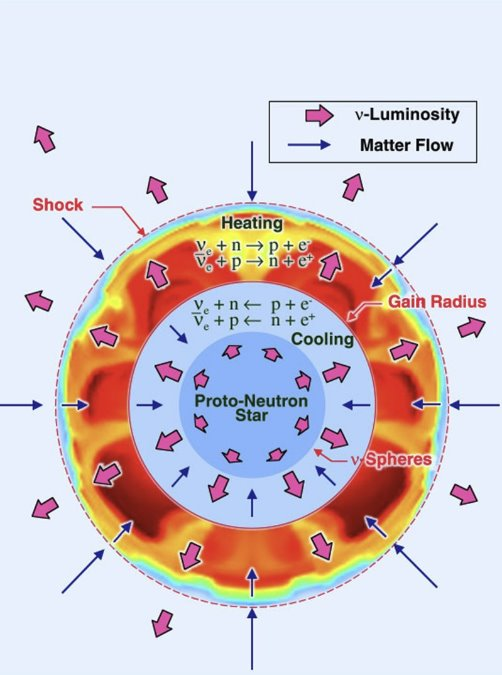 ν-Luminosity
Matter Flow
Shock
Heating
νₑ + n → p + e⁻
ν̅ₑ + p → n + e⁺
Gain Radius
νₑ + n ← p + e⁻
ν̅ₑ + p ← n + e⁺
Cooling
Proto-Neutron
Star
ν-Spheres